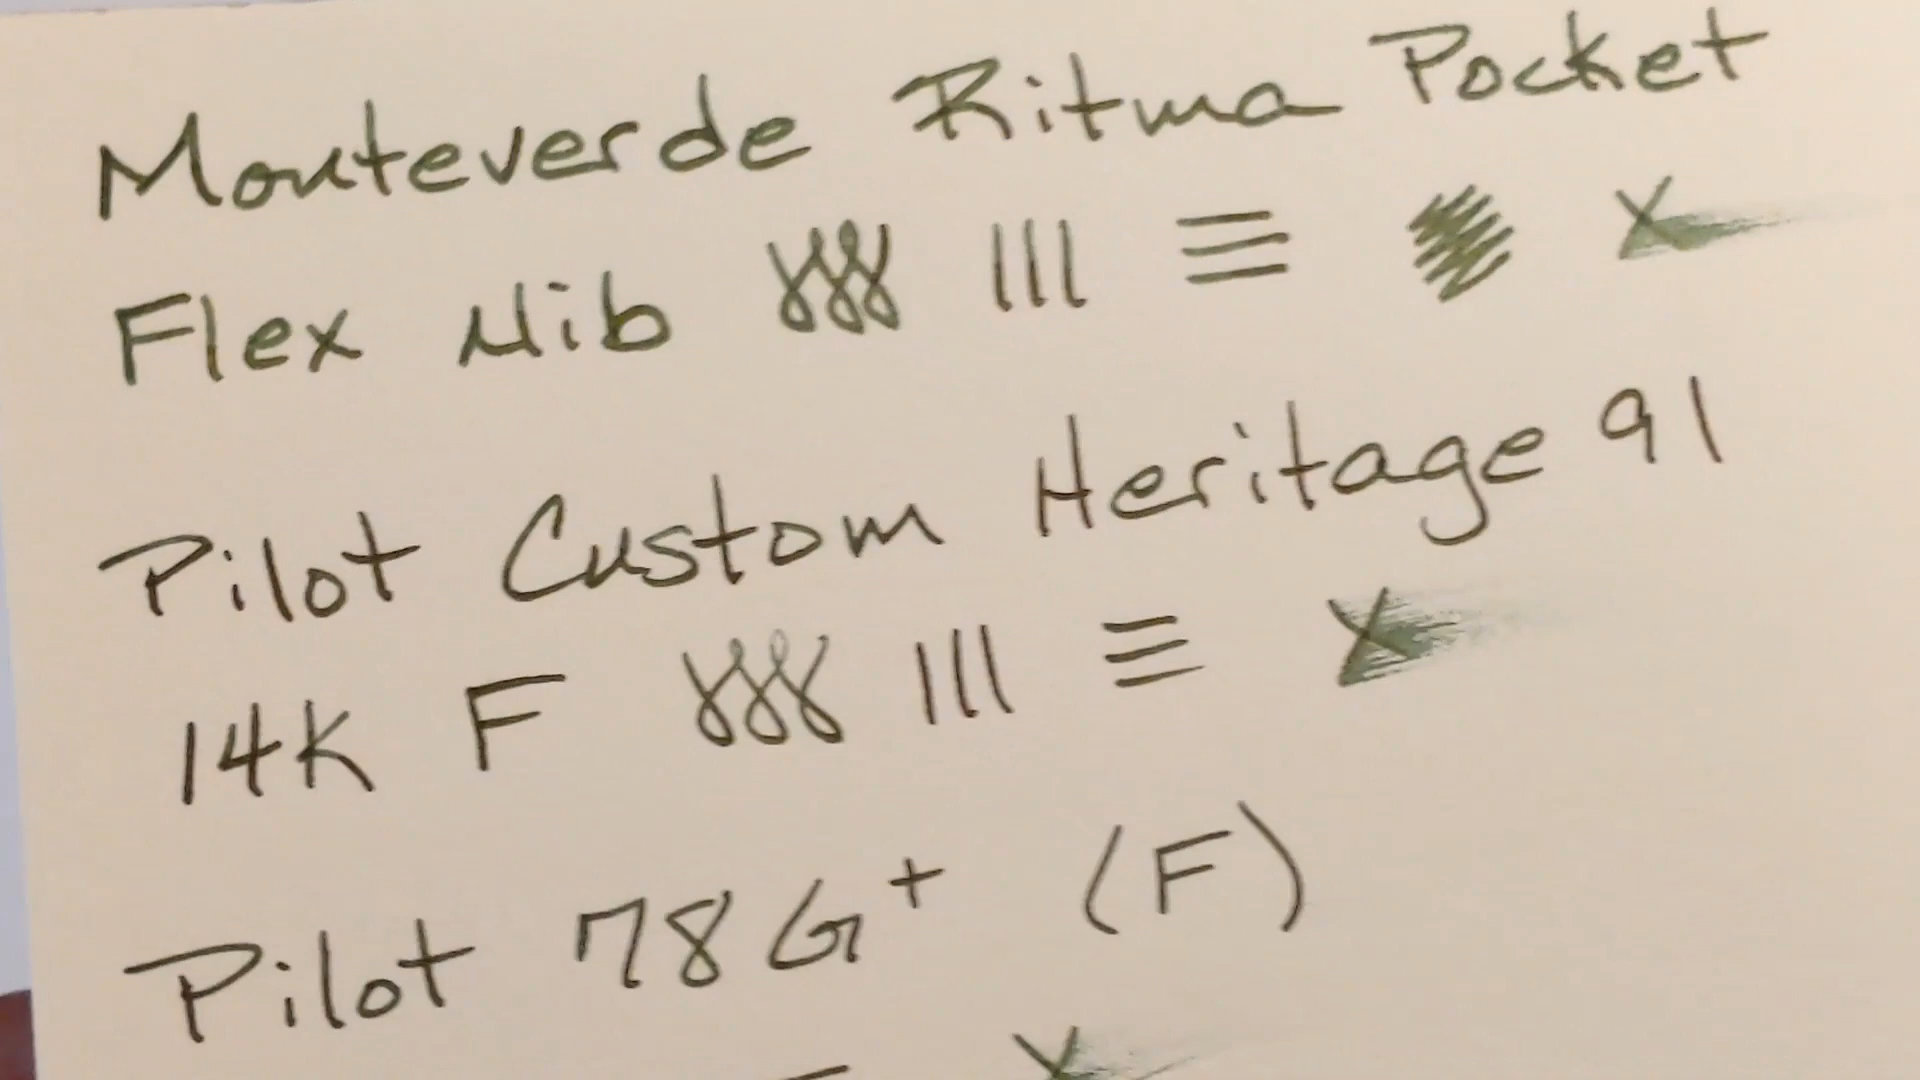 Monteverde Ritma Pocket
Flex Nib
Pilot Custom Heritage 91
14K F
Pilot 78G+ (F)